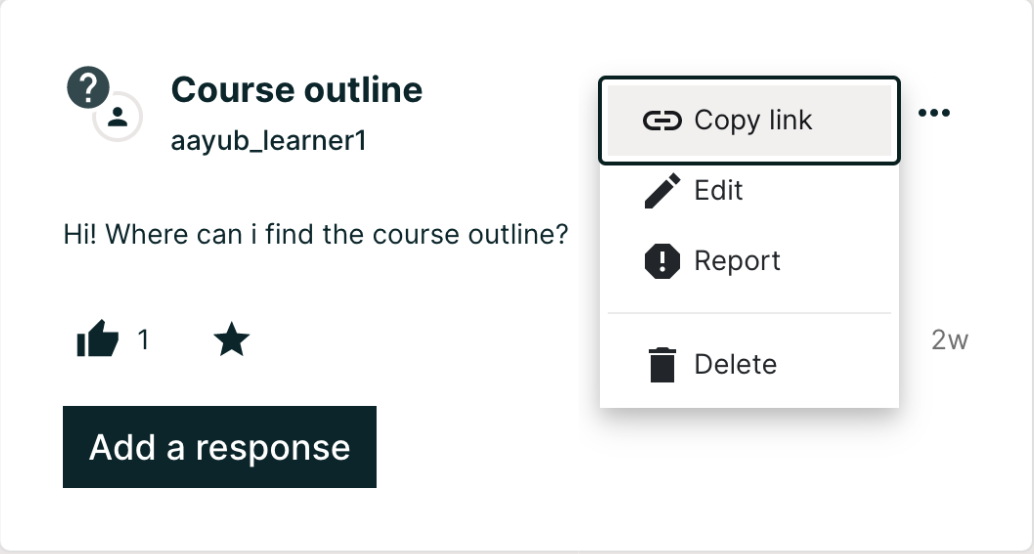 Course outline
aayub_learner1
Hi! Where can i find the course outline?
1
Add a response
Copy link
Edit
Report
Delete
2w